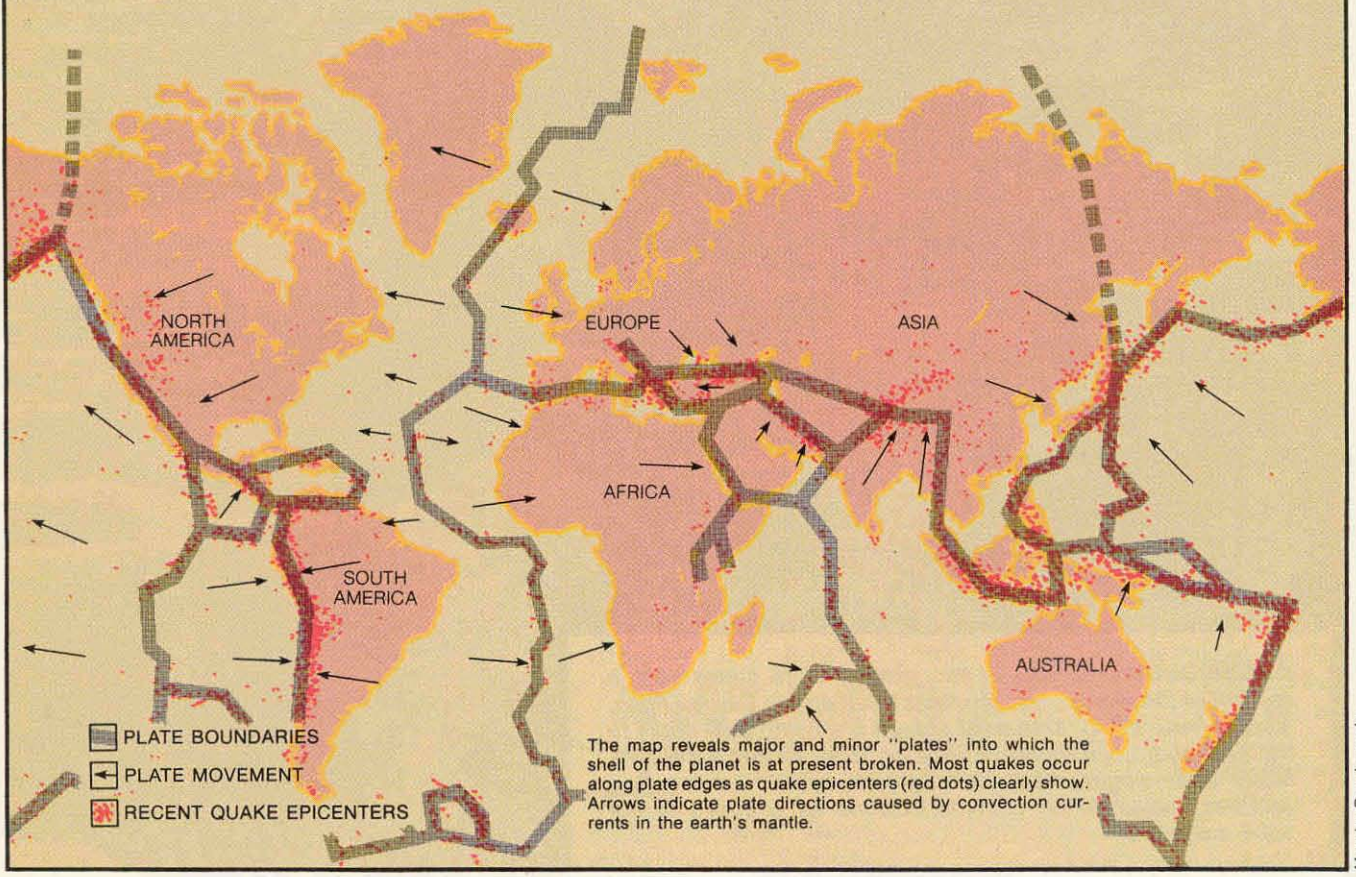 NORTH
AMERICA
EUROPE
ASIA
AFRICA
SOUTH
AMERICA
AUSTRALIA
PLATE BOUNDARIES
PLATE MOVEMENT
RECENT QUAKE EPICENTERS
The map reveals major and minor "plates" into which the
shell of the planet is at present broken. Most quakes occur
along plate edges as quake epicenters (red dots) clearly show.
Arrows indicate plate directions caused by convection cur-
rents in the earth's mantle.